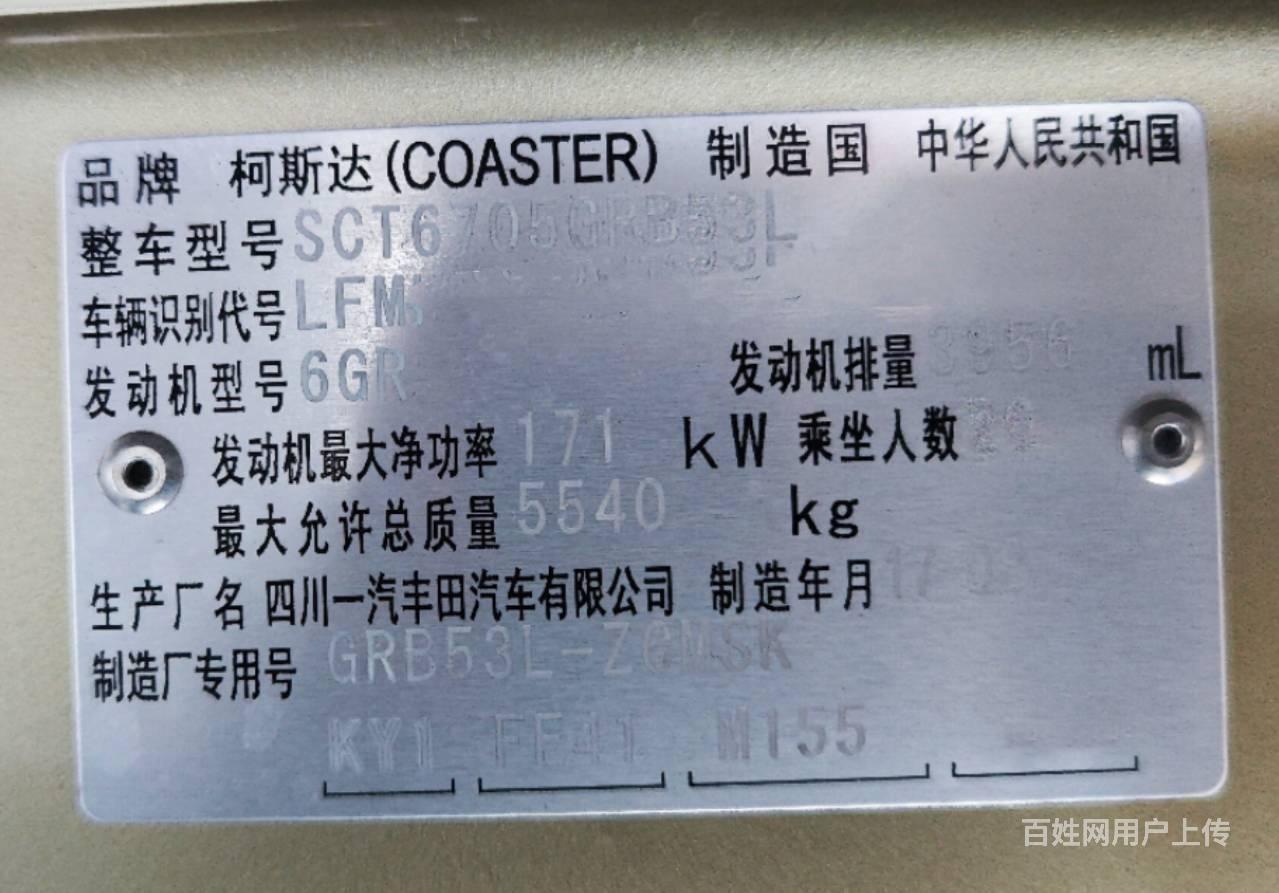 品牌 柯斯达(COASTER) 制造国 中华人民共和国
整车型号 SCT6705GRB53L
车辆识别代号 LFM
发动机型号 6GR 发动机排量 3956 mL
发动机最大净功率 171 kW 乘坐人数
最大允许总质量 5540 kg
生产厂名 四川一汽丰田汽车有限公司 制造年月
制造厂专用号 GRB53L-ZCMSK
KY1 FF41 M155
百姓网用户上传